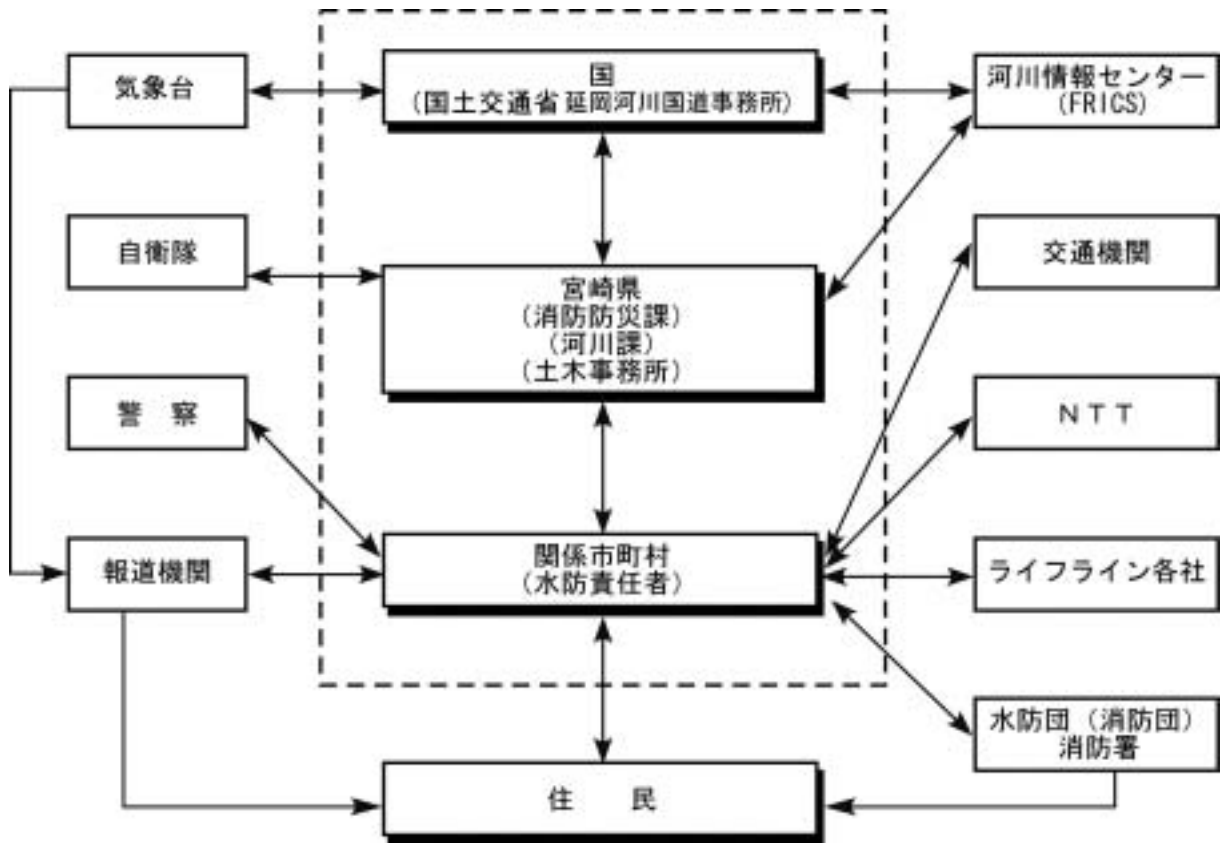 気象台
国
(国土交通省 延岡河川国道事務所)
河川情報センター
(FRICS)
自衛隊
宮崎県
(消防防災課)
(河川課)
(土木事務所)
交通機関
警　察
ＮＴＴ
報道機関
関係市町村
(水防責任者)
ライフライン各社
水防団（消防団）
消防署
住　　民